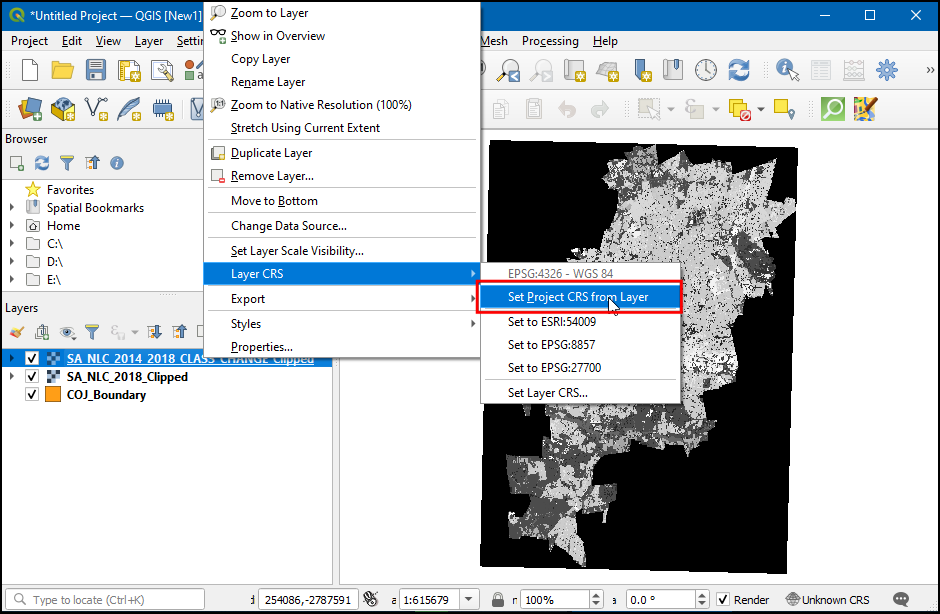 *Untitled Project — QGIS [New1]
Project Edit View Layer
Mesh Processing Help
Zoom to Layer
Show in Overview
Copy Layer
Rename Layer
Zoom to Native Resolution (100%)
Stretch Using Current Extent
Duplicate Layer
Remove Layer...
Move to Bottom
Change Data Source...
Set Layer Scale Visibility...
Layer CRS
Export
Styles
Properties...
EPSG:4326 - WGS 84
Set Project CRS from Layer
Set to ESRI:54009
Set to EPSG:8857
Set to EPSG:27700
Set Layer CRS...
Browser
Favorites
Spatial Bookmarks
Home
C:\
D:\
E:\
Layers
SA_NLC_2014_2018_CLASS_CHANGE_Clipped
SA_NLC_2018_Clipped
COJ_Boundary
Type to locate (Ctrl+K)
254086,-2787591
1:615679
100%
0.0 °
Render
Unknown CRS